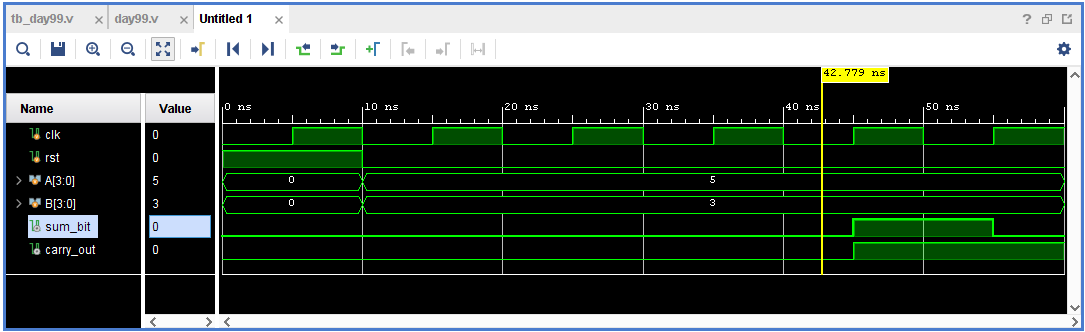 tb_day99.v × day99.v × Untitled 1 ×
42.779 ns
0 ns 10 ns 20 ns 30 ns 40 ns 50 ns
Name Value
clk 0
rst 0
A[3:0] 5 0 5
B[3:0] 3 0 3
sum_bit 0
carry_out 0